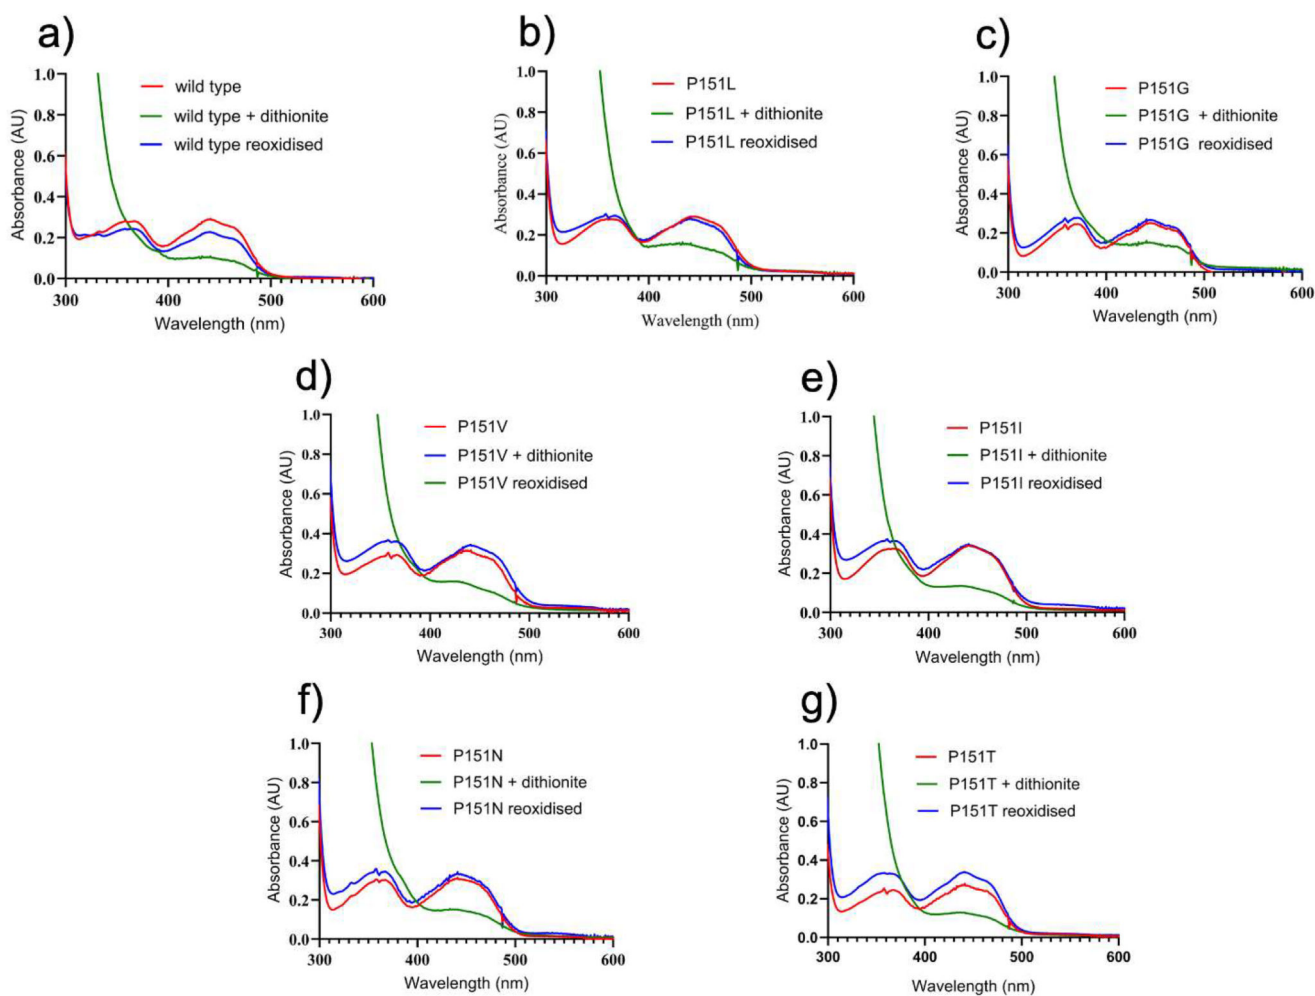 a)
wild type
wild type + dithionite
wild type reoxidised
Absorbance (AU)
1.0
0.8
0.6
0.4
0.2
0.0
300 400 500 600
Wavelength (nm)
b)
P151L
P151L + dithionite
P151L reoxidised
Absorbance (AU)
1.0
0.8
0.6
0.4
0.2
0.0
300 400 500 600
Wavelength (nm)
c)
P151G
P151G + dithionite
P151G reoxidised
Absorbance (AU)
1.0
0.8
0.6
0.4
0.2
0.0
300 400 500 600
Wavelength (nm)
d)
P151V
P151V + dithionite
P151V reoxidised
Absorbance (AU)
1.0
0.8
0.6
0.4
0.2
0.0
300 400 500 600
Wavelength (nm)
e)
P151I
P151I + dithionite
P151I reoxidised
Absorbance (AU)
1.0
0.8
0.6
0.4
0.2
0.0
300 400 500 600
Wavelength (nm)
f)
P151N
P151N + dithionite
P151N reoxidised
Absorbance (AU)
1.0
0.8
0.6
0.4
0.2
0.0
300 400 500 600
Wavelength (nm)
g)
P151T
P151T + dithionite
P151T reoxidised
Absorbance (AU)
1.0
0.8
0.6
0.4
0.2
0.0
300 400 500 600
Wavelength (nm)